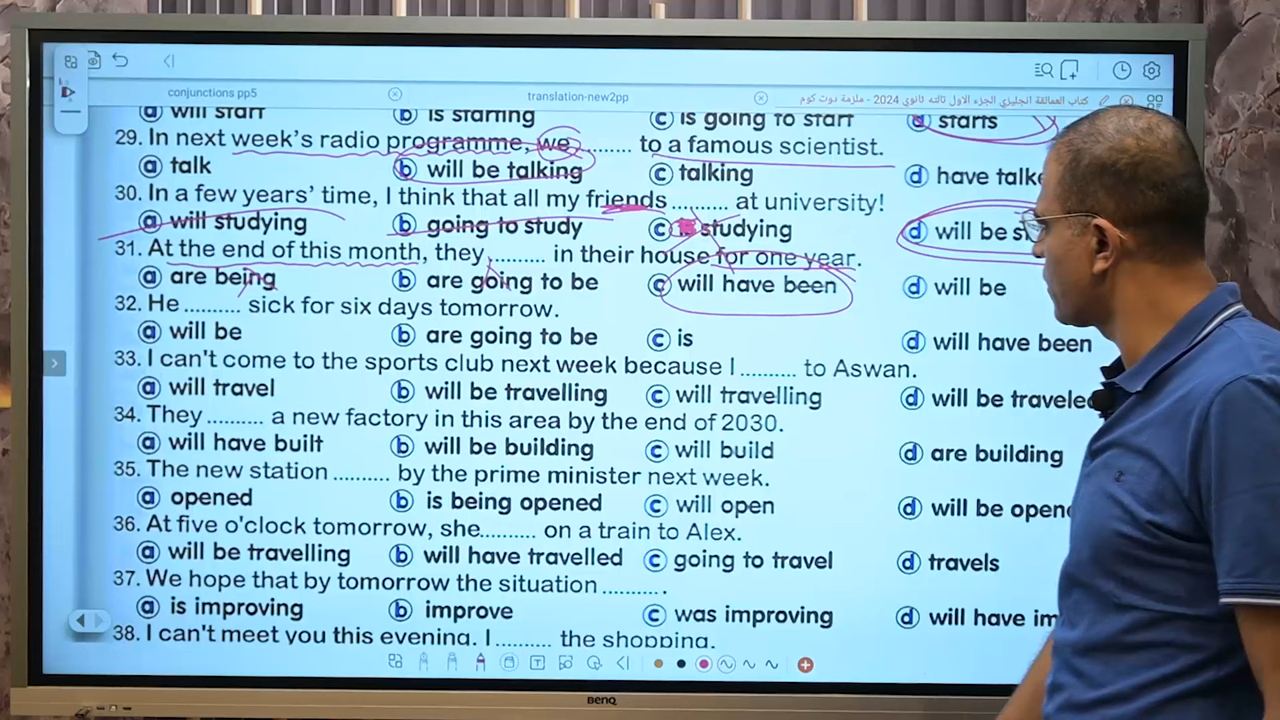 conjunctions pp5
translation-new2pp
كتاب العمالقة انجليزي الجزء الاول ثالثه ثانوي 2024 - ملزمة دوت كوم
ⓐ will start ⓑ is starting ⓒ is going to start ⓓ starts
29. In next week's radio programme, we .......... to a famous scientist.
ⓐ talk ⓑ will be talking ⓒ talking ⓓ have
30. In a few years' time, I think that all my friends .......... at university!
ⓐ will studying ⓑ going to study ⓒ studying ⓓ will be
31. At the end of this month, they .......... in their house for one year.
ⓐ are being ⓑ are going to be ⓒ will have been ⓓ will be
32. He .......... sick for six days tomorrow.
ⓐ will be ⓑ are going to be ⓒ is ⓓ will have been
33. I can't come to the sports club next week because I .......... to Aswan.
ⓐ will travel ⓑ will be travelling ⓒ will travelling ⓓ will be
34. They .......... a new factory in this area by the end of 2030.
ⓐ will have built ⓑ will be building ⓒ will build ⓓ are building
35. The new station .......... by the prime minister next week.
ⓐ opened ⓑ is being opened ⓒ will open ⓓ will be
36. At five o'clock tomorrow, she.......... on a train to Alex.
ⓐ will be travelling ⓑ will have travelled ⓒ going to travel ⓓ travels
37. We hope that by tomorrow the situation .......... .
ⓐ is improving ⓑ improve ⓒ was improving ⓓ will have
38. I can't meet you this evening. I .......... the shopping.
BenQ